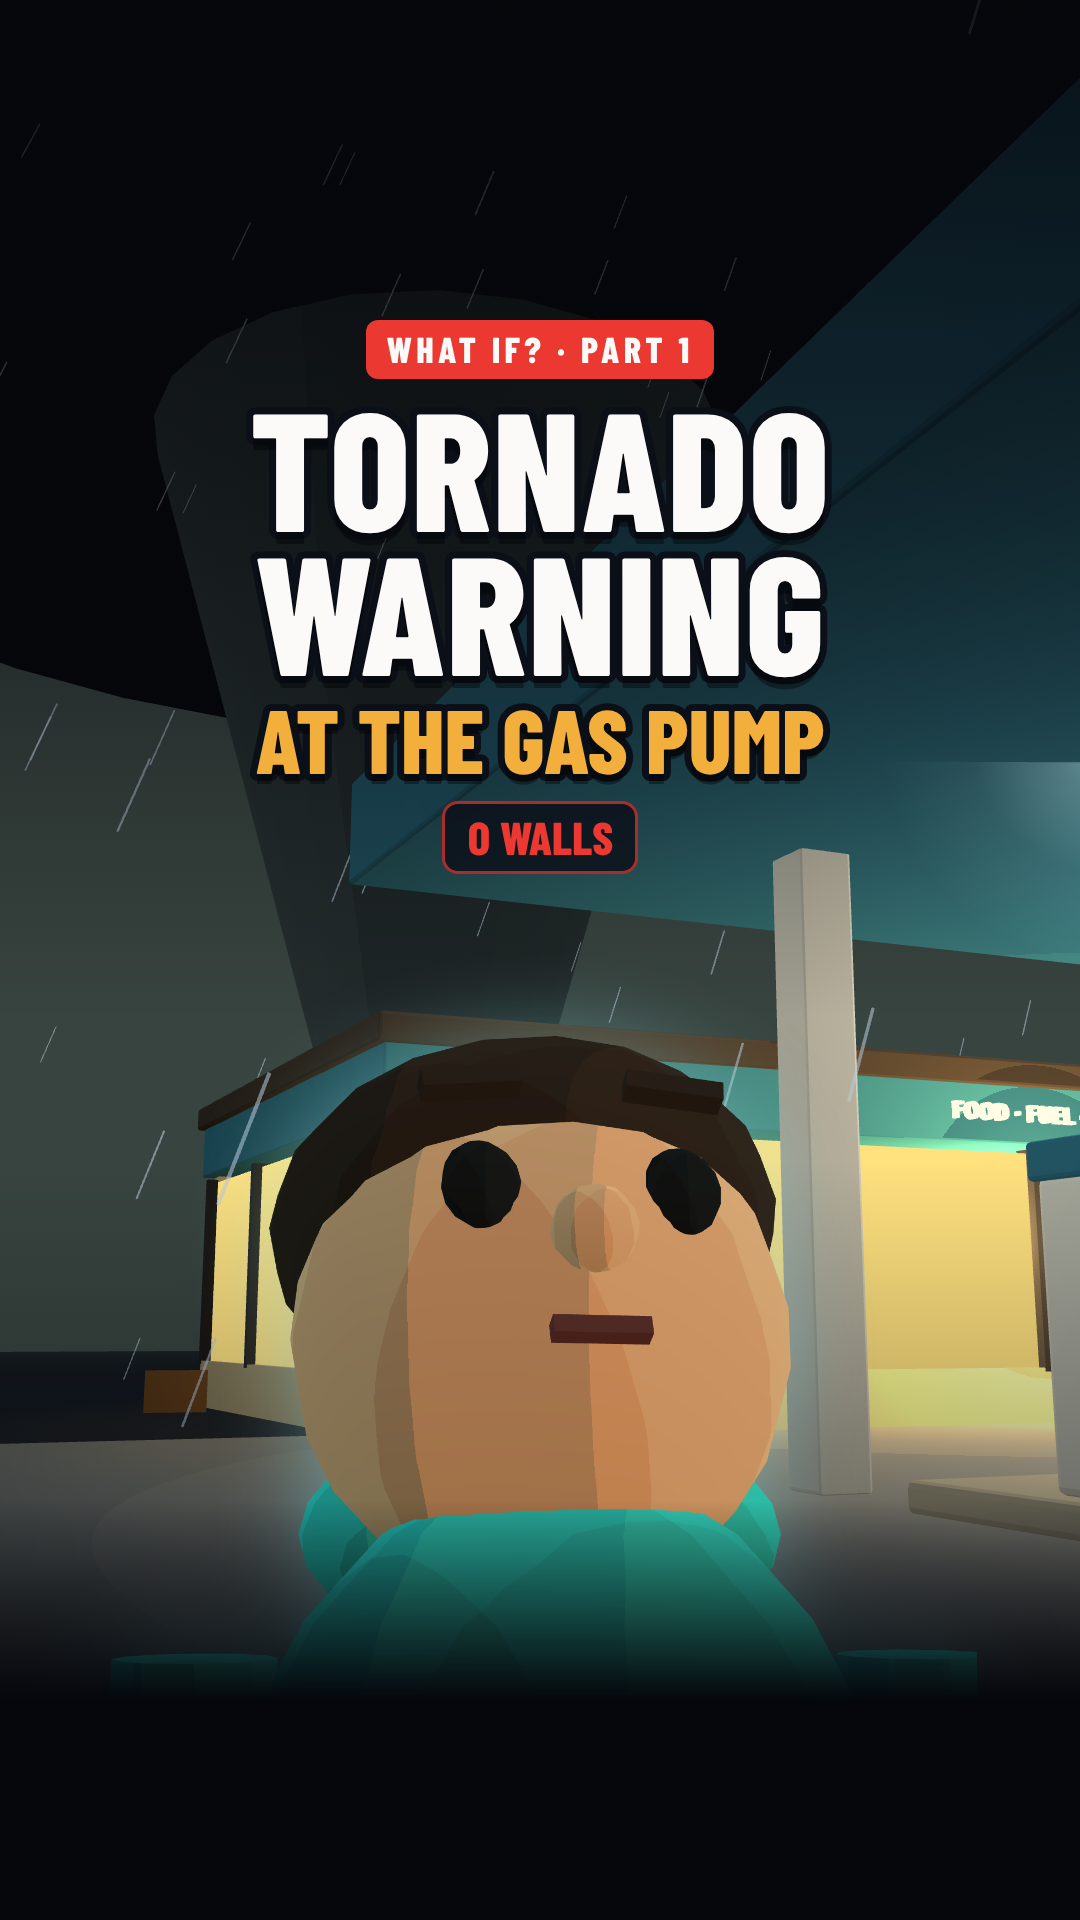 WHAT IF? · PART 1
TORNADO
WARNING
AT THE GAS PUMP
0 WALLS
FOOD · FUEL ·